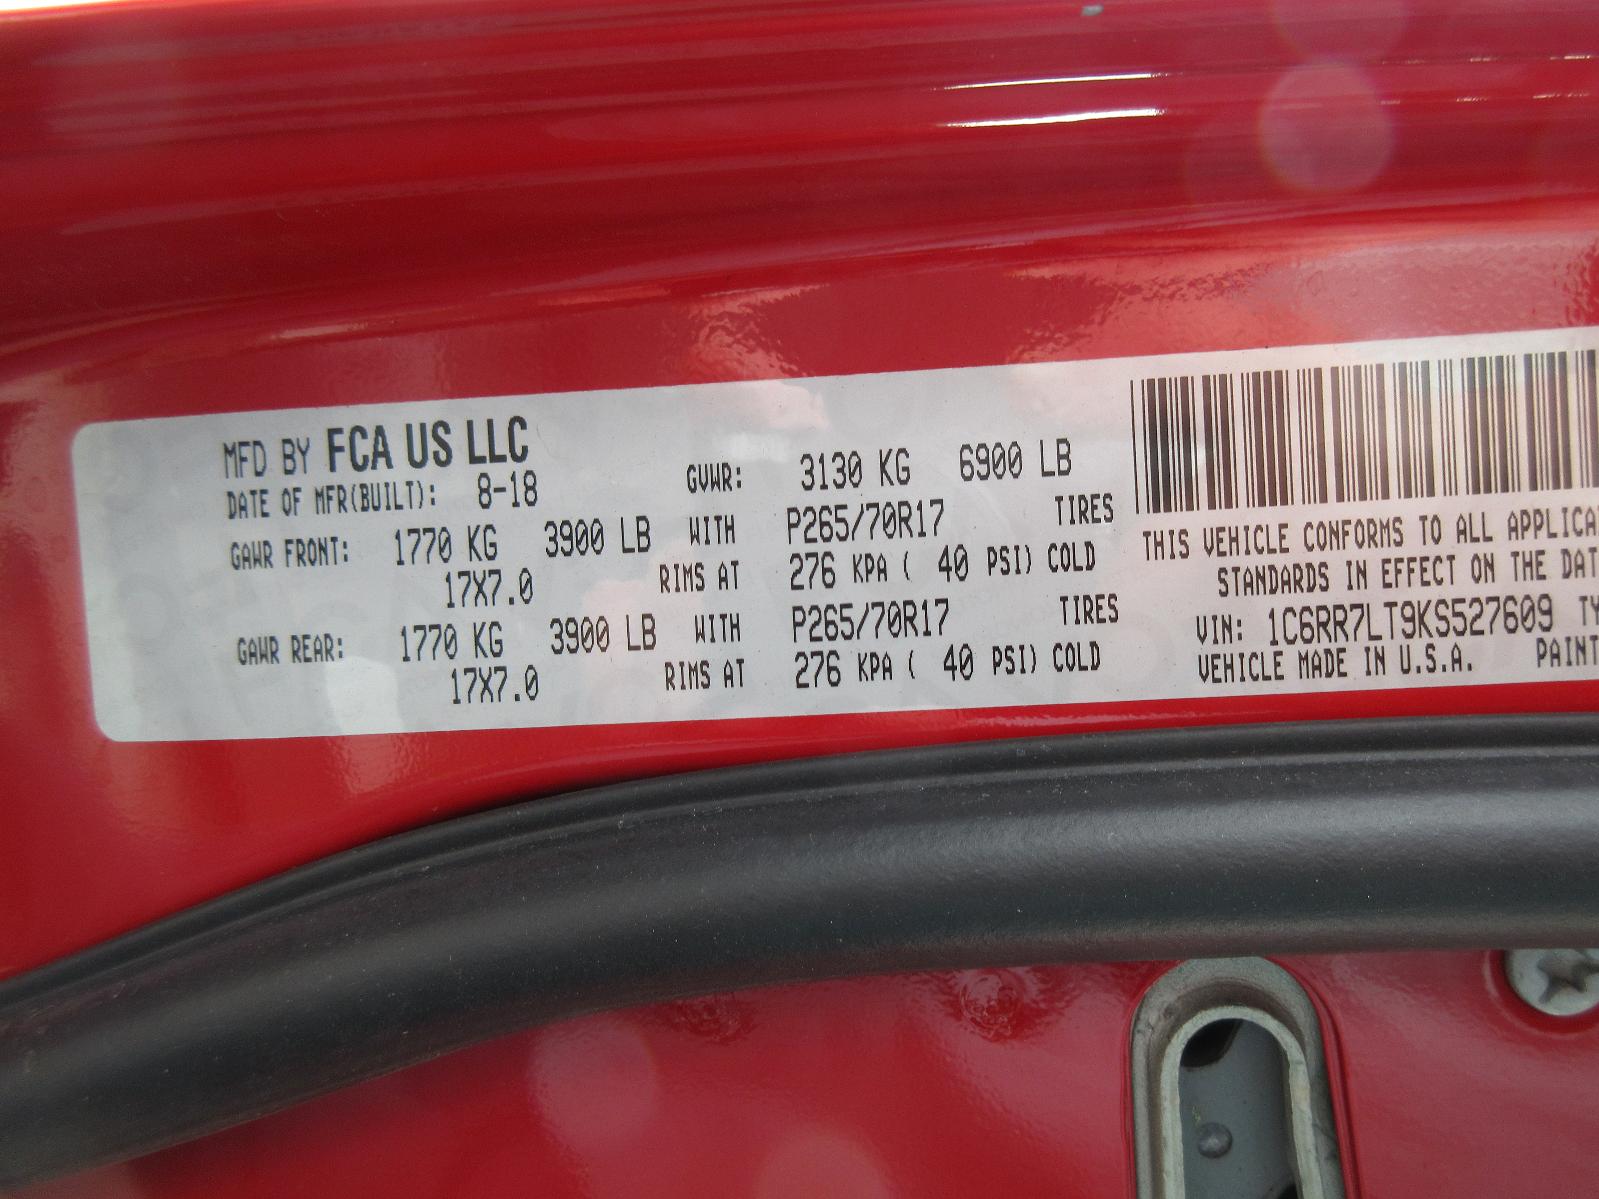 MFD BY FCA US LLC
DATE OF MFR(BUILT): 8-18
GVWR: 3130 KG 6900 LB
GAWR FRONT: 1770 KG 3900 LB WITH P265/70R17 TIRES
17X7.0 RIMS AT 276 KPA ( 40 PSI) COLD
GAWR REAR: 1770 KG 3900 LB WITH P265/70R17 TIRES
17X7.0 RIMS AT 276 KPA ( 40 PSI) COLD
THIS VEHICLE CONFORMS TO ALL
STANDARDS IN EFFECT ON THE
VIN: 1C6RR7LT9KS527609
VEHICLE MADE IN U.S.A. PAINT